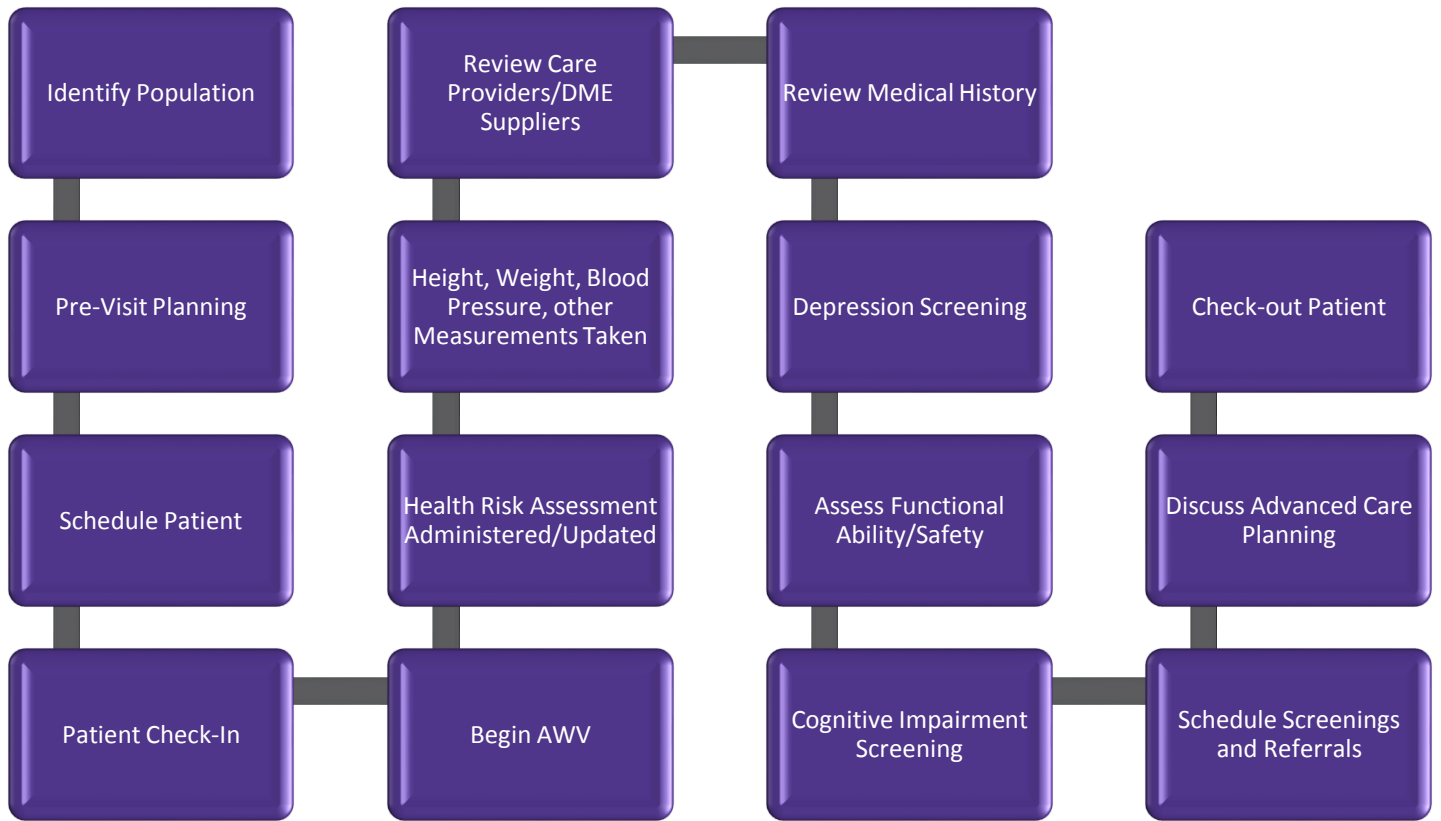 Identify Population
Pre-Visit Planning
Schedule Patient
Patient Check-In
Begin AWV
Health Risk Assessment
Administered/Updated
Height, Weight, Blood
Pressure, other
Measurements Taken
Review Care
Providers/DME
Suppliers
Review Medical History
Depression Screening
Assess Functional
Ability/Safety
Cognitive Impairment
Screening
Schedule Screenings
and Referrals
Discuss Advanced Care
Planning
Check-out Patient